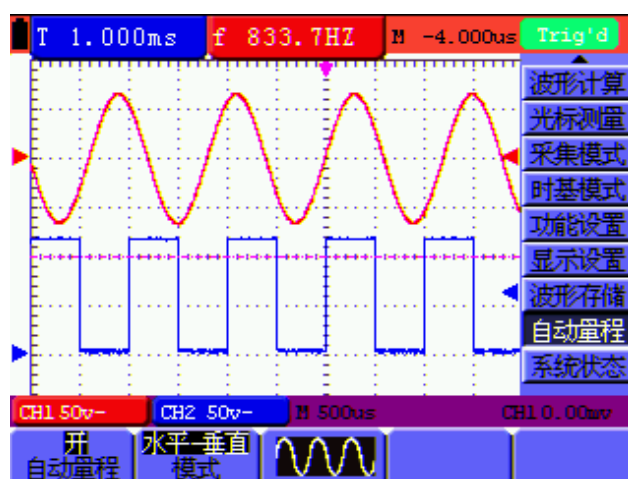 T 1.000ms f 833.7HZ M -4.000us Trig'd
波形计算
光标测量
采集模式
时基模式
功能设置
显示设置
波形存储
自动量程
系统状态
CH1 50v- CH2 50v- M 500us CH1 0.00mv
开 水平-垂直
自动量程 模式